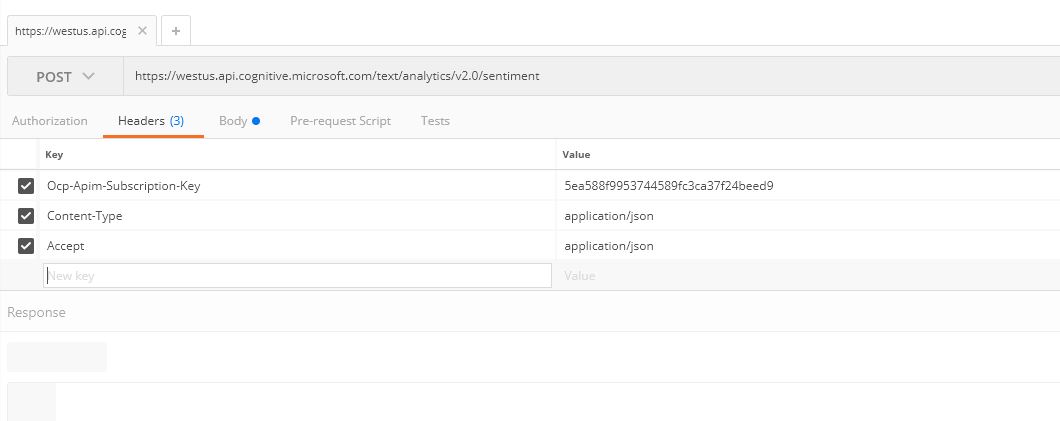 https://westus.api.cog
POST https://westus.api.cognitive.microsoft.com/text/analytics/v2.0/sentiment
Authorization Headers (3) Body Pre-request Script Tests
Key Value
Ocp-Apim-Subscription-Key 5ea588f9953744589fc3ca37f24beed9
Content-Type application/json
Accept application/json
New key Value
Response